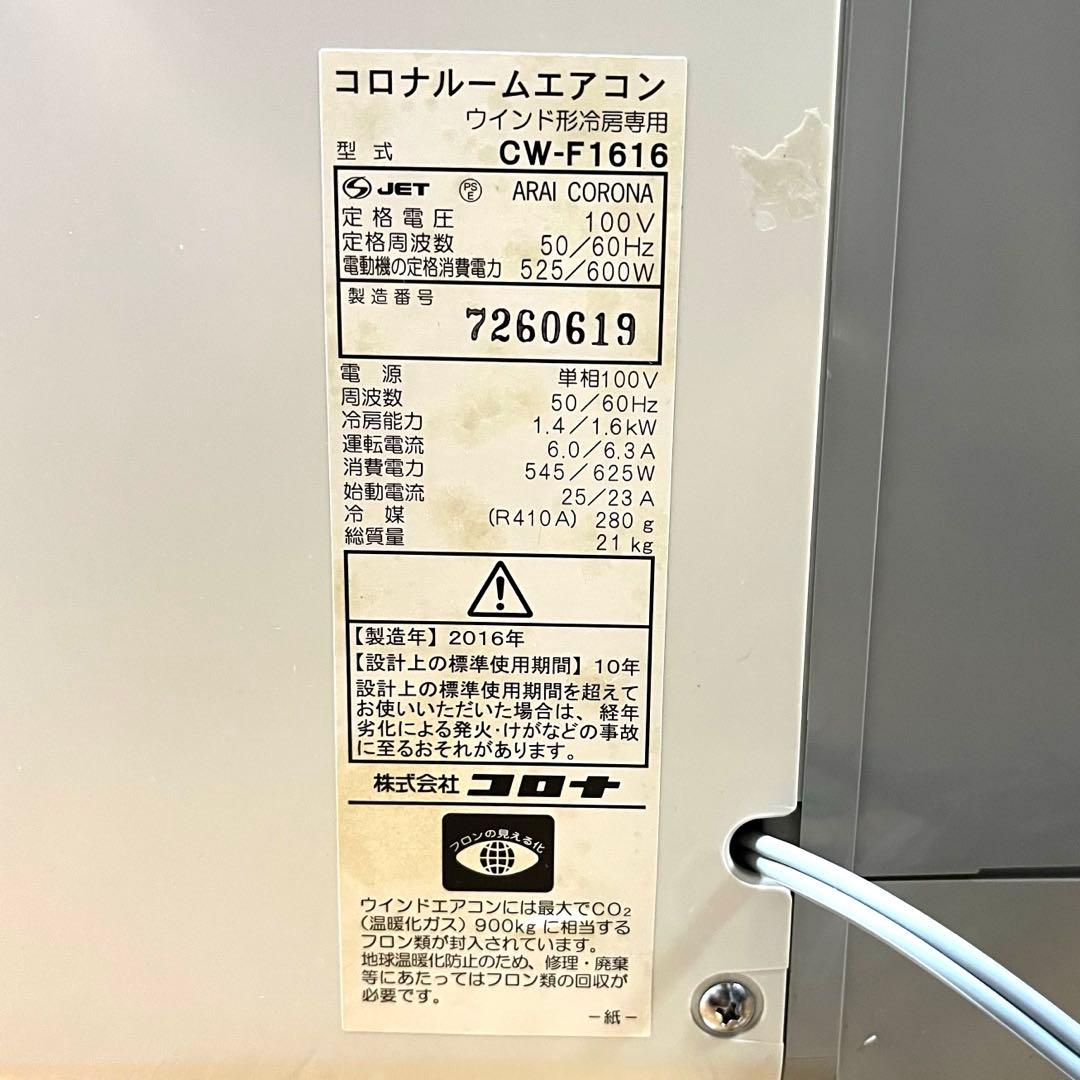 コロナルームエアコン
ウインド形冷房専用
型式 CW-F1616
JET PSE ARAI CORONA
定格電圧 100V
定格周波数 50/60Hz
電動機の定格消費電力 525/600W
製造番号
7260619
電源 単相100V
周波数 50/60Hz
冷房能力 1.4/1.6kW
運転電流 6.0/6.3A
消費電力 545/625W
始動電流 25/23A
冷媒 (R410A) 280g
総質量 21kg
【製造年】2016年
【設計上の標準使用期間】10年
設計上の標準使用期間を超えて
お使いいただいた場合は、経年
劣化による発火・けがなどの事故
に至るおそれがあります。
株式会社 コロナ
フロンの見える化
ウインドエアコンには最大でCO₂
(温暖化ガス)900kgに相当する
フロン類が封入されています。
地球温暖化防止のため、修理・廃棄
等にあたってはフロン類の回収が
必要です。
-紙-